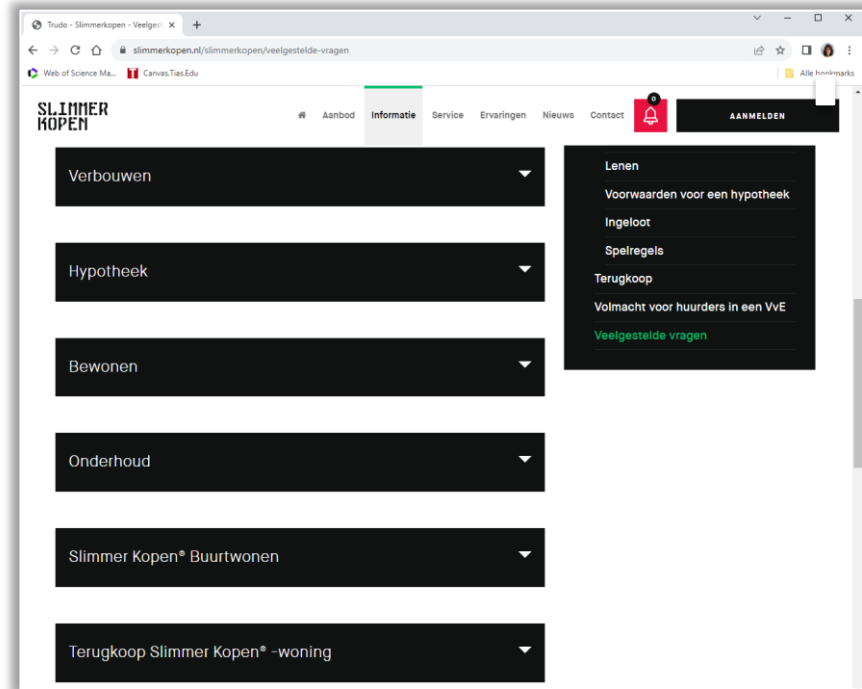 Trudo - Slimmerkopen - Veelgest
slimmerkopen.nl/slimmerkopen/veelgestelde-vragen
Web of Science Ma...
Canvas.Tias.Edu
Alle bookmarks
SLIMMER
KOPEN
Aanbod
Informatie
Service
Ervaringen
Nieuws
Contact
0
AANMELDEN
Verbouwen
Hypotheek
Bewonen
Onderhoud
Slimmer Kopen® Buurtwonen
Terugkoop Slimmer Kopen® -woning
Lenen
Voorwaarden voor een hypotheek
Ingeloot
Spelregels
Terugkoop
Volmacht voor huurders in een VvE
Veelgestelde vragen